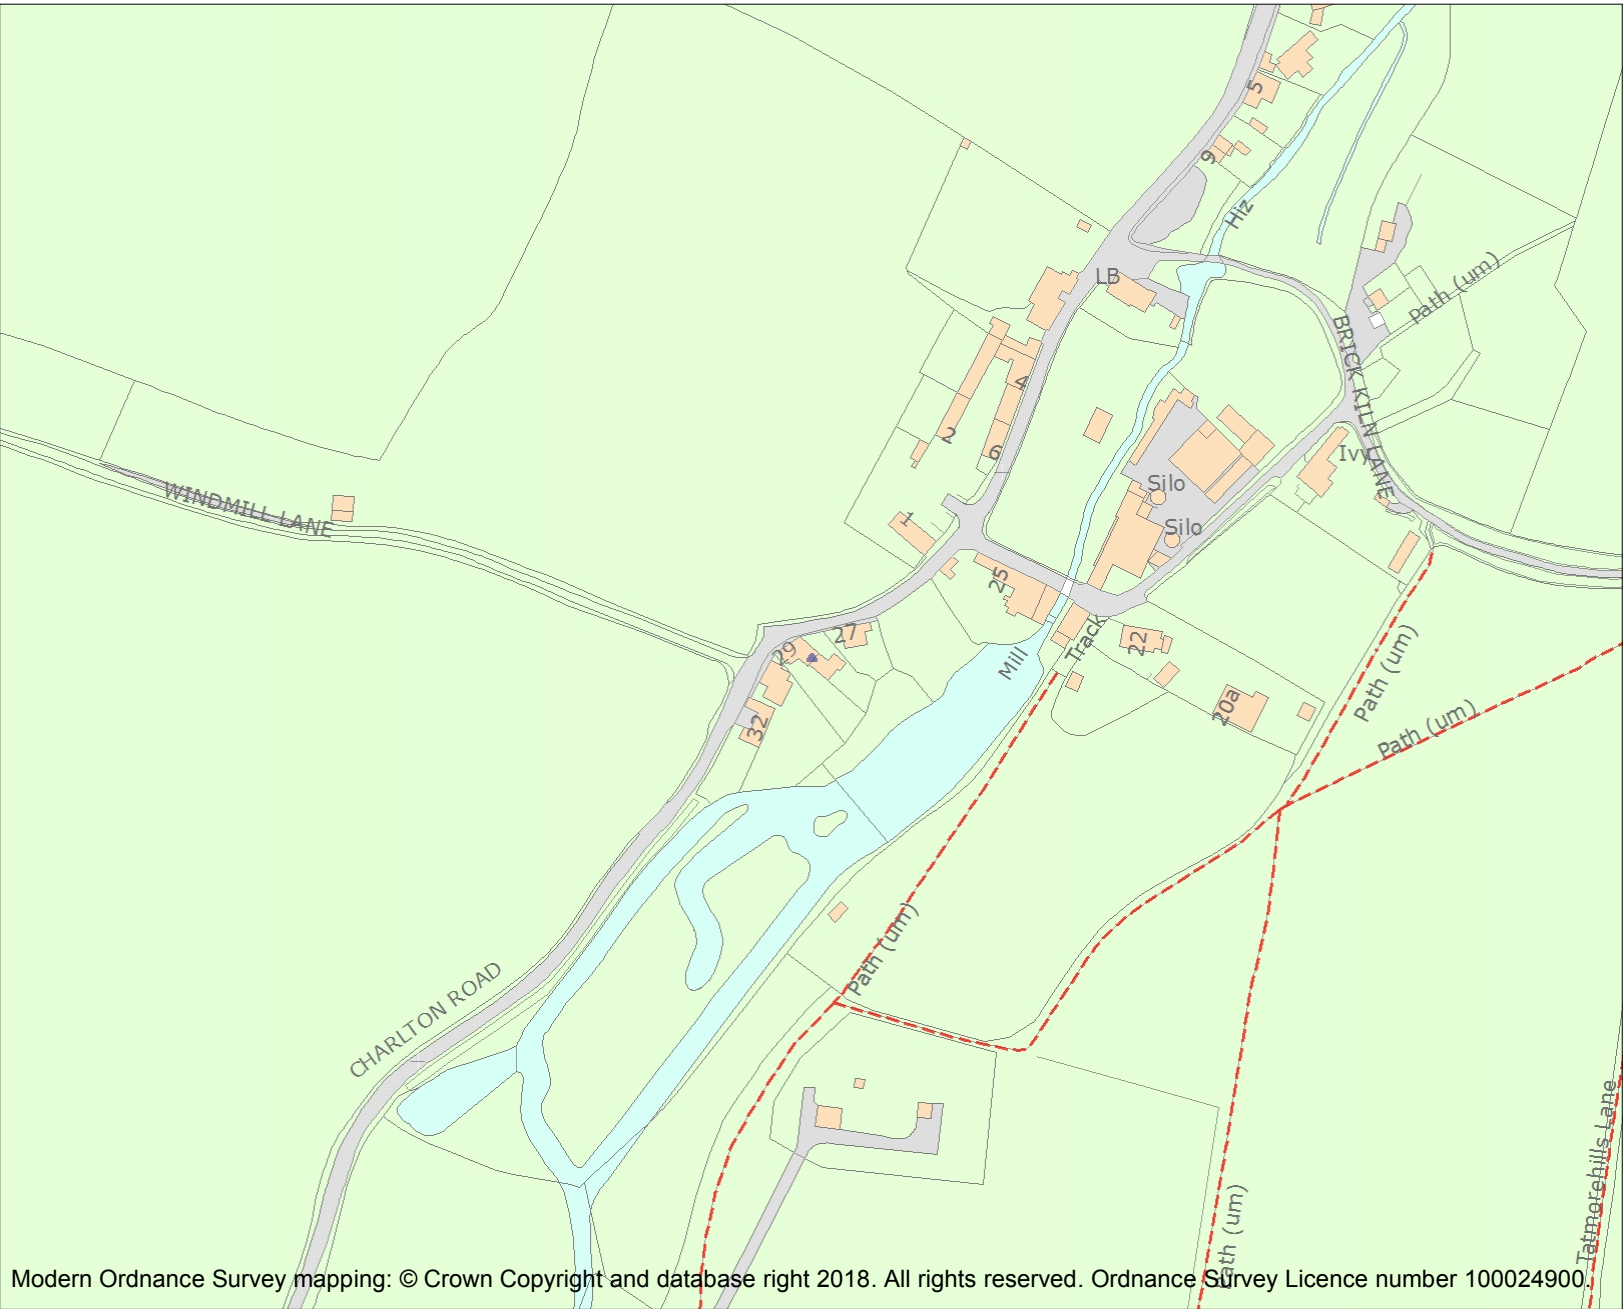 5
9
Hiz
LB
Path (um)
BRICK KILN LANE
4
2
6
Ivy
Silo
Silo
WINDMILL LANE
1
25
27
29
22
Mill
Track
Path (um)
32
20a
Path (um)
Path (um)
CHARLTON ROAD
Tatmorehills Lane
Path (um)
Modern Ordnance Survey mapping: © Crown Copyright and database right 2018. All rights reserved. Ordnance Survey Licence number 100024900.